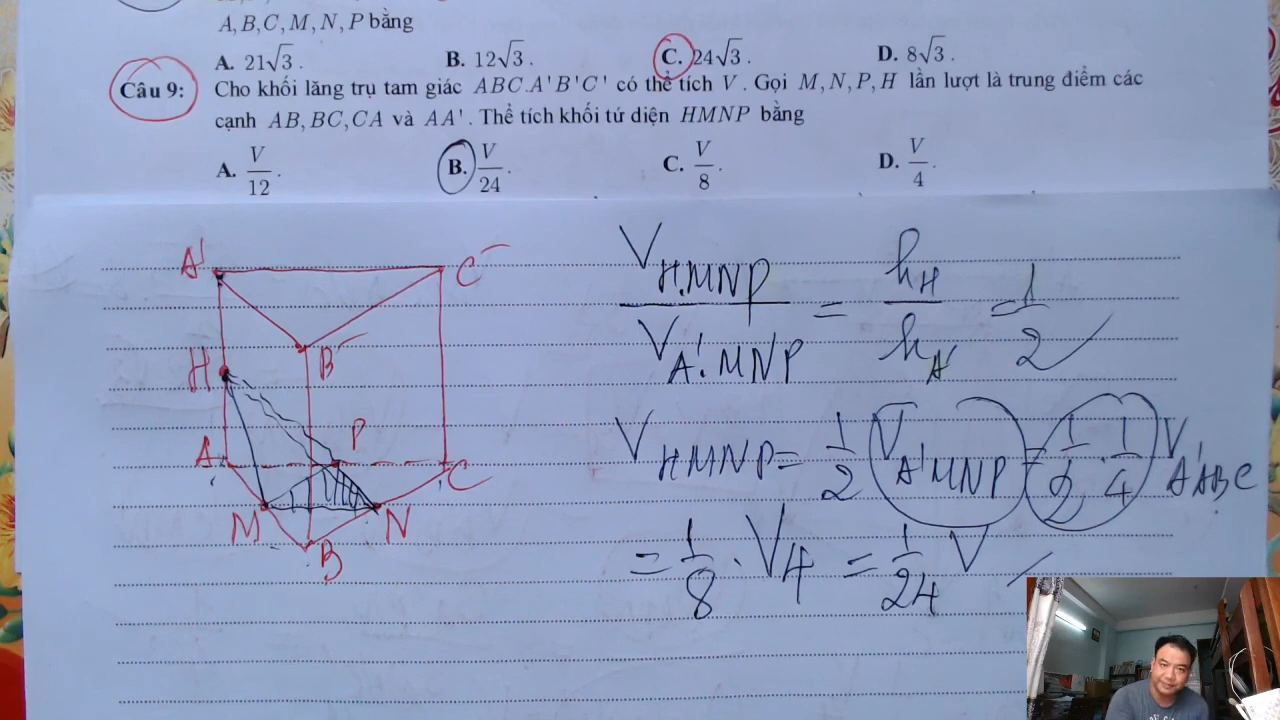 A, B, C, M, N, P bằng
A. 21√3. B. 12√3. C. 24√3. D. 8√3.
Câu 9: Cho khối lăng trụ tam giác ABC.A'B'C' có thể tích V. Gọi M, N, P, H lần lượt là trung điểm các
cạnh AB, BC, CA và AA'. Thể tích khối tứ diện HMNP bằng
A. V/12. B. V/24. C. V/8. D. V/4.
A' C'
B'
H
A P C
M N
B
V_H.MNP / V_A'.MNP = h_H / h_A' = 1/2
V_HMNP = 1/2 V_A'MNP = 1/2 . 1/4 V_A'ABC
= 1/8 . V_4 = 1/24 V